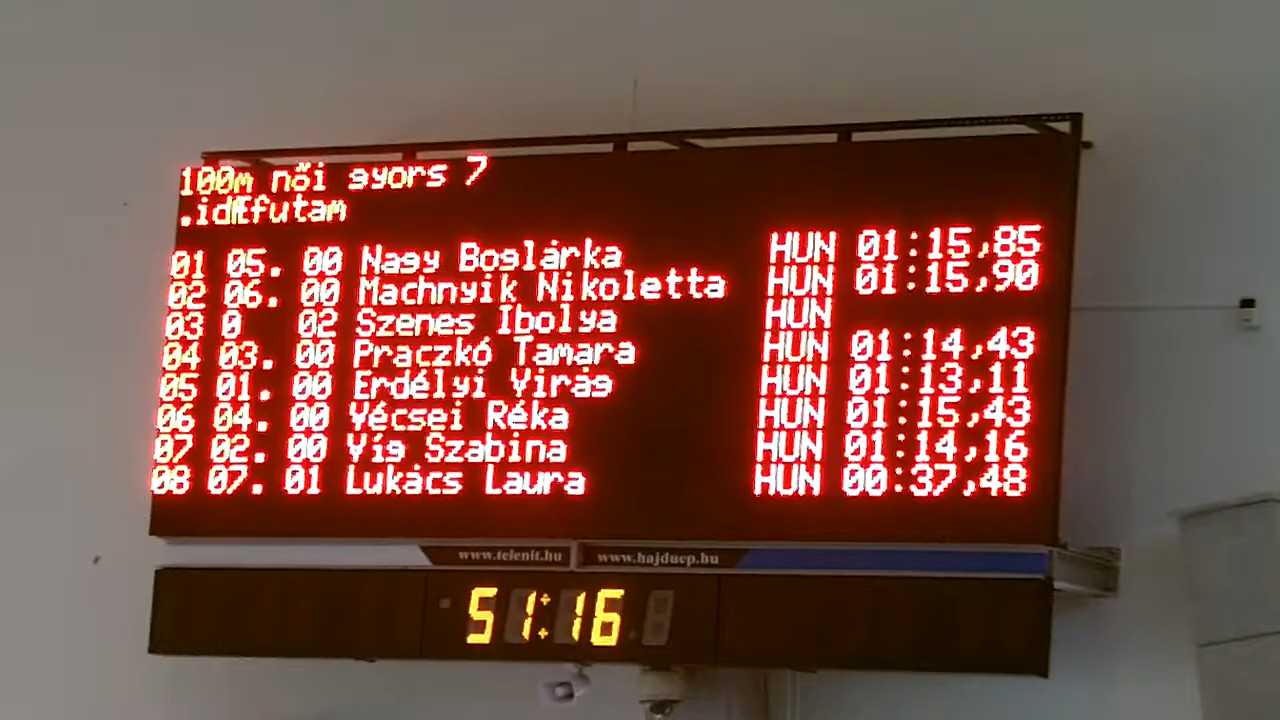 100m női gyors 7
.idÆfutam
01 05. 00 Nagy Boglárka HUN 01:15,85
02 06. 00 Machnyik Nikoletta HUN 01:15,90
03 0 02 Szenes Ibolya HUN
04 03. 00 Praczkó Tamara HUN 01:14,43
05 01. 00 Erdélyi Virág HUN 01:13,11
06 04. 00 Vécsei Réka HUN 01:15,43
07 02. 00 Víg Szabina HUN 01:14,16
08 07. 01 Lukács Laura HUN 00:37,48
www.telenit.hu www.hajduep.hu
51:16